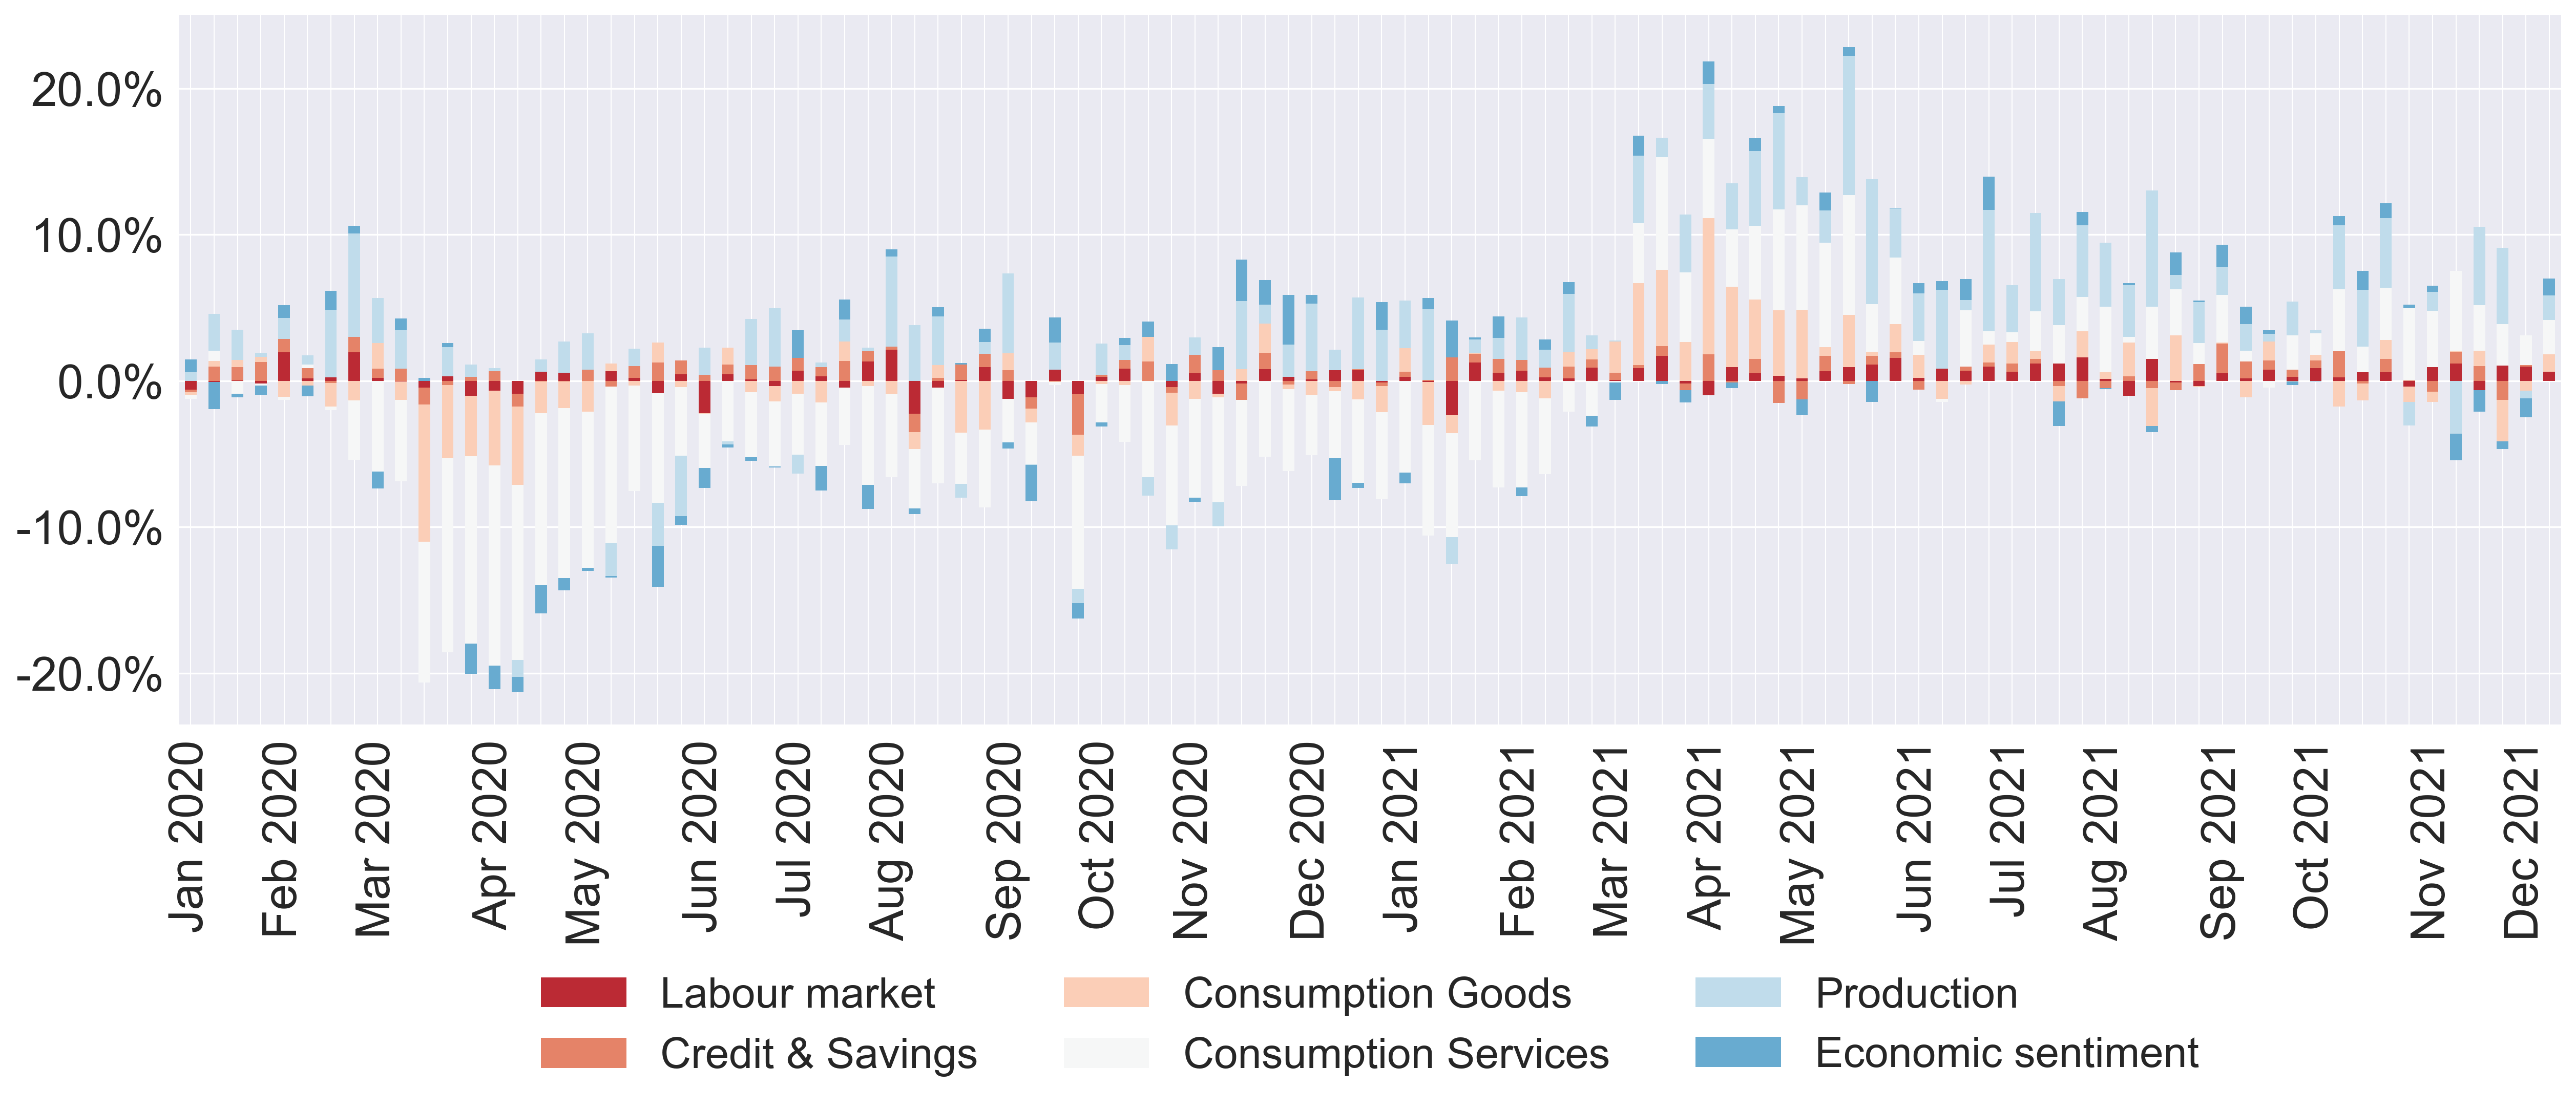 20.0%
10.0%
0.0%
-10.0%
-20.0%
Jan 2020
Feb 2020
Mar 2020
Apr 2020
May 2020
Jun 2020
Jul 2020
Aug 2020
Sep 2020
Oct 2020
Nov 2020
Dec 2020
Jan 2021
Feb 2021
Mar 2021
Apr 2021
May 2021
Jun 2021
Jul 2021
Aug 2021
Sep 2021
Oct 2021
Nov 2021
Dec 2021
Labour market
Credit & Savings
Consumption Goods
Consumption Services
Production
Economic sentiment